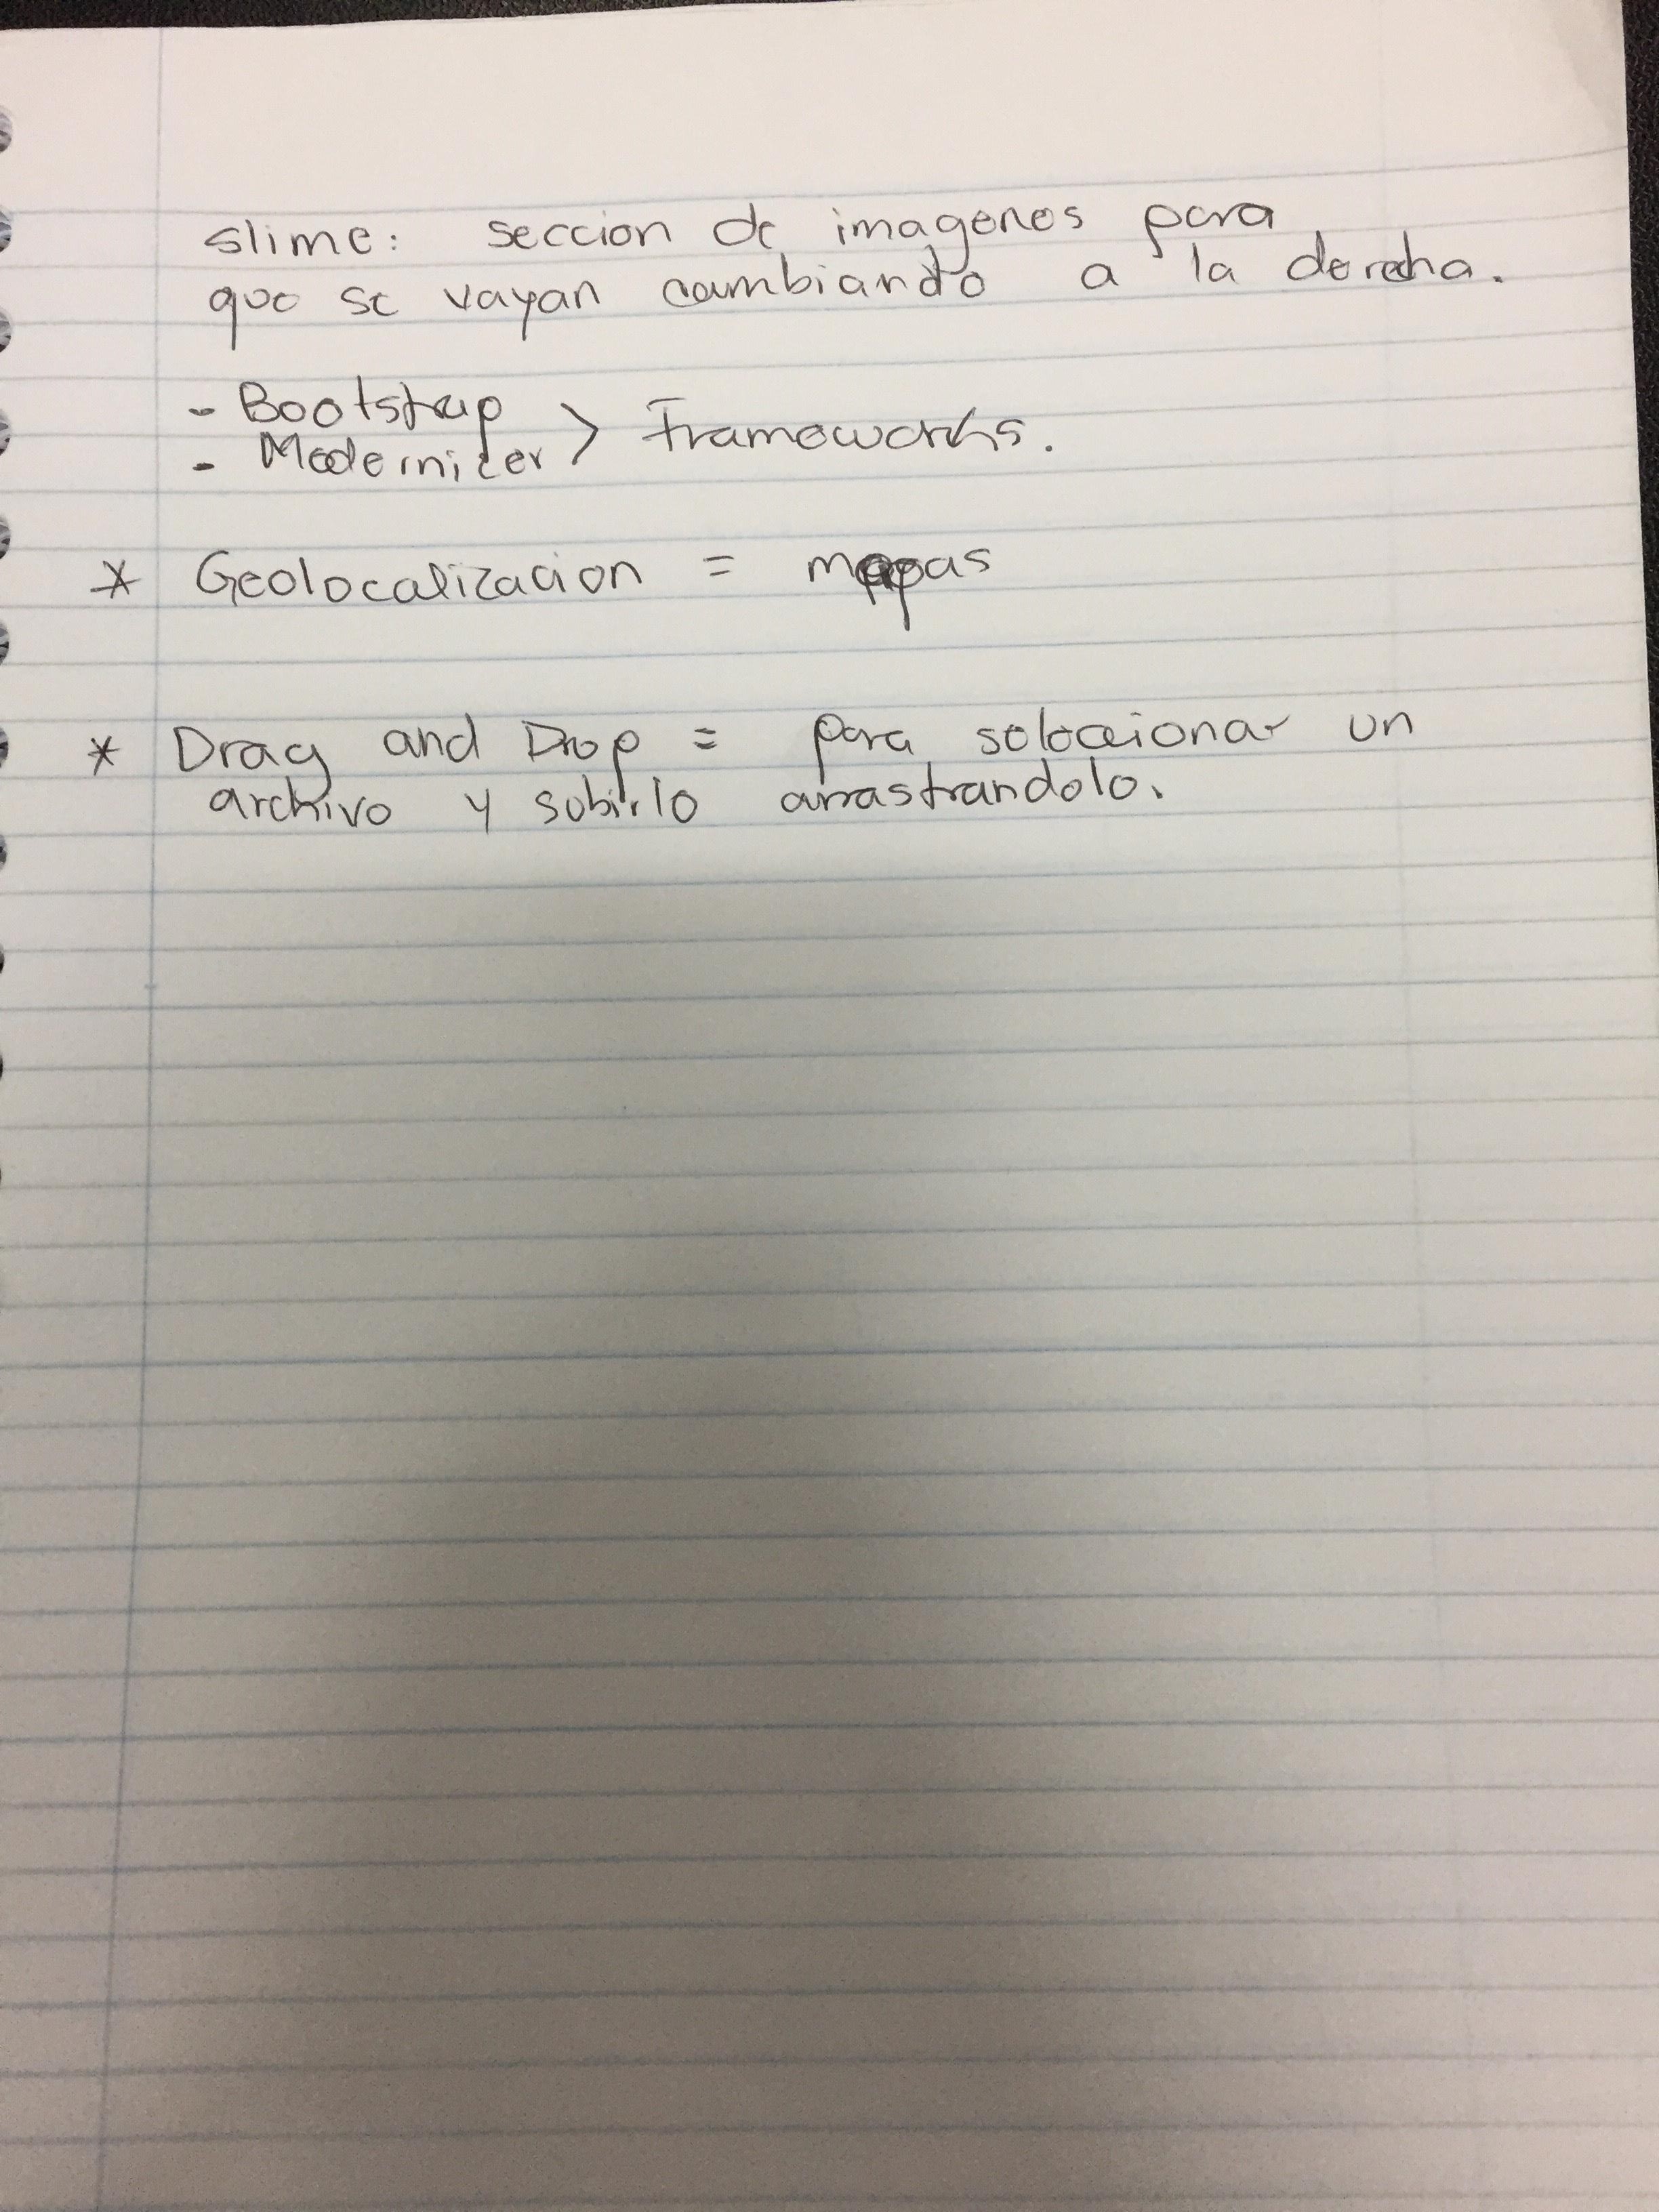 slime: seccion de imagenes para
que se vayan cambiando a la derecha.
- Bootstrap
- Modernizer > Frameworks.
* Geolocalizacion = mapas
* Drag and Drop = para seleccionar un
archivo y subirlo arrastrandolo.